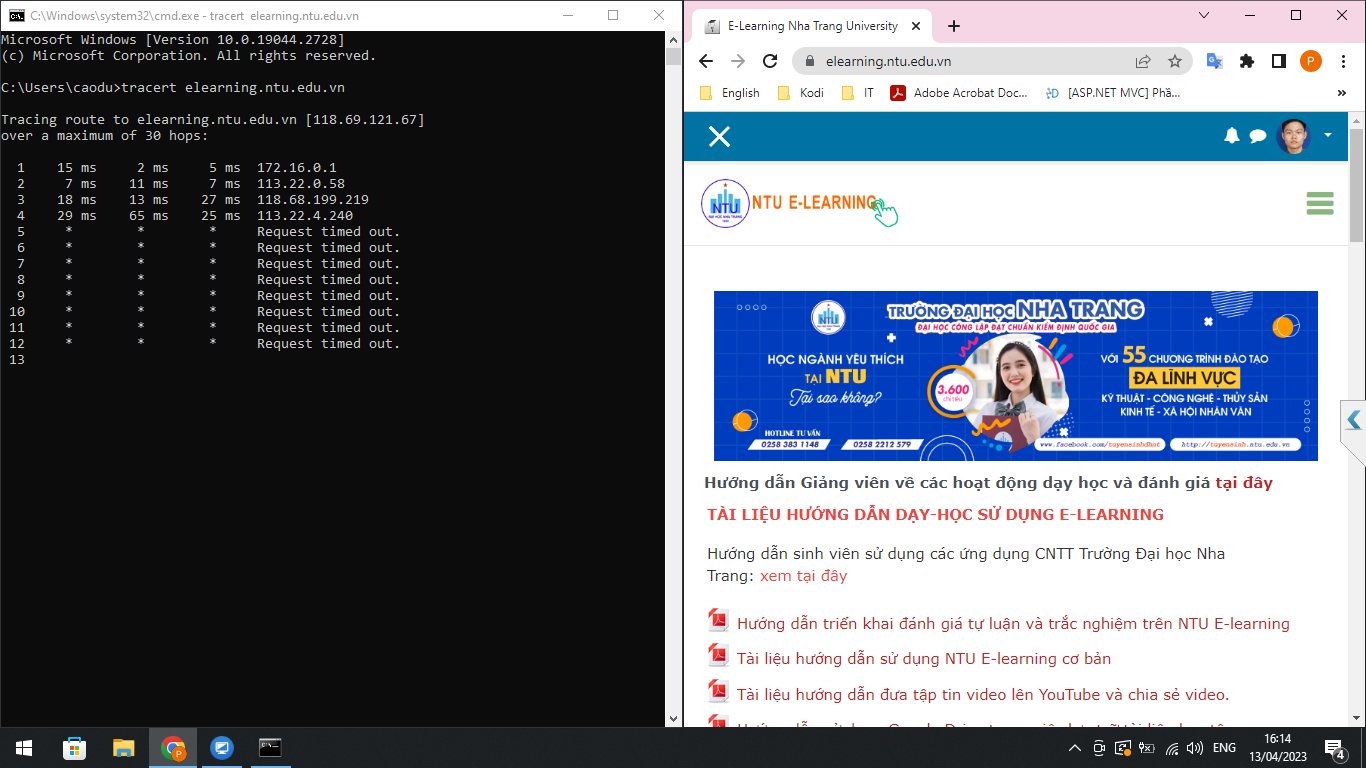 C:\Windows\system32\cmd.exe - tracert  elearning.ntu.edu.vn
Microsoft Windows [Version 10.0.19044.2728]
(c) Microsoft Corporation. All rights reserved.
C:\Users\caodu>tracert elearning.ntu.edu.vn
Tracing route to elearning.ntu.edu.vn [118.69.121.67]
over a maximum of 30 hops:
1 15 ms 2 ms 5 ms 172.16.0.1
2 7 ms 11 ms 7 ms 113.22.0.58
3 18 ms 13 ms 27 ms 118.68.199.219
4 29 ms 65 ms 25 ms 113.22.4.240
5 * * * Request timed out.
6 * * * Request timed out.
7 * * * Request timed out.
8 * * * Request timed out.
9 * * * Request timed out.
10 * * * Request timed out.
11 * * * Request timed out.
12 * * * Request timed out.
13
E-Learning Nha Trang University
elearning.ntu.edu.vn
P
English Kodi IT Adobe Acrobat Doc... [ASP.NET MVC] Phầ... »
NTU
NTU E-LEARNING
NTU
TRƯỜNG ĐẠI HỌC NHA TRANG
ĐẠI HỌC CÔNG LẬP ĐẠT CHUẨN KIỂM ĐỊNH QUỐC GIA
HỌC NGÀNH YÊU THÍCH
TẠI NTU
Tại sao không?
3.600
chỉ tiêu
VỚI 55 CHƯƠNG TRÌNH ĐÀO TẠO
ĐA LĨNH VỰC
KỸ THUẬT - CÔNG NGHỆ - THỦY SẢN
KINH TẾ - XÃ HỘI NHÂN VĂN
HOTLINE TƯ VẤN
0258 383 1148 0258 2212 579
www.facebook.com/tuyensinhdhnt http://tuyensinh.ntu.edu.vn
Hướng dẫn Giảng viên về các hoạt động dạy học và đánh giá tại đây
TÀI LIỆU HƯỚNG DẪN DẠY-HỌC SỬ DỤNG E-LEARNING
Hướng dẫn sinh viên sử dụng các ứng dụng CNTT Trường Đại học Nha
Trang: xem tại đây
Hướng dẫn triển khai đánh giá tự luận và trắc nghiệm trên NTU E-learning
Tài liệu hướng dẫn sử dụng NTU E-learning cơ bản
Tài liệu hướng dẫn đưa tập tin video lên YouTube và chia sẻ video.
P
ENG
16:14
13/04/2023
4